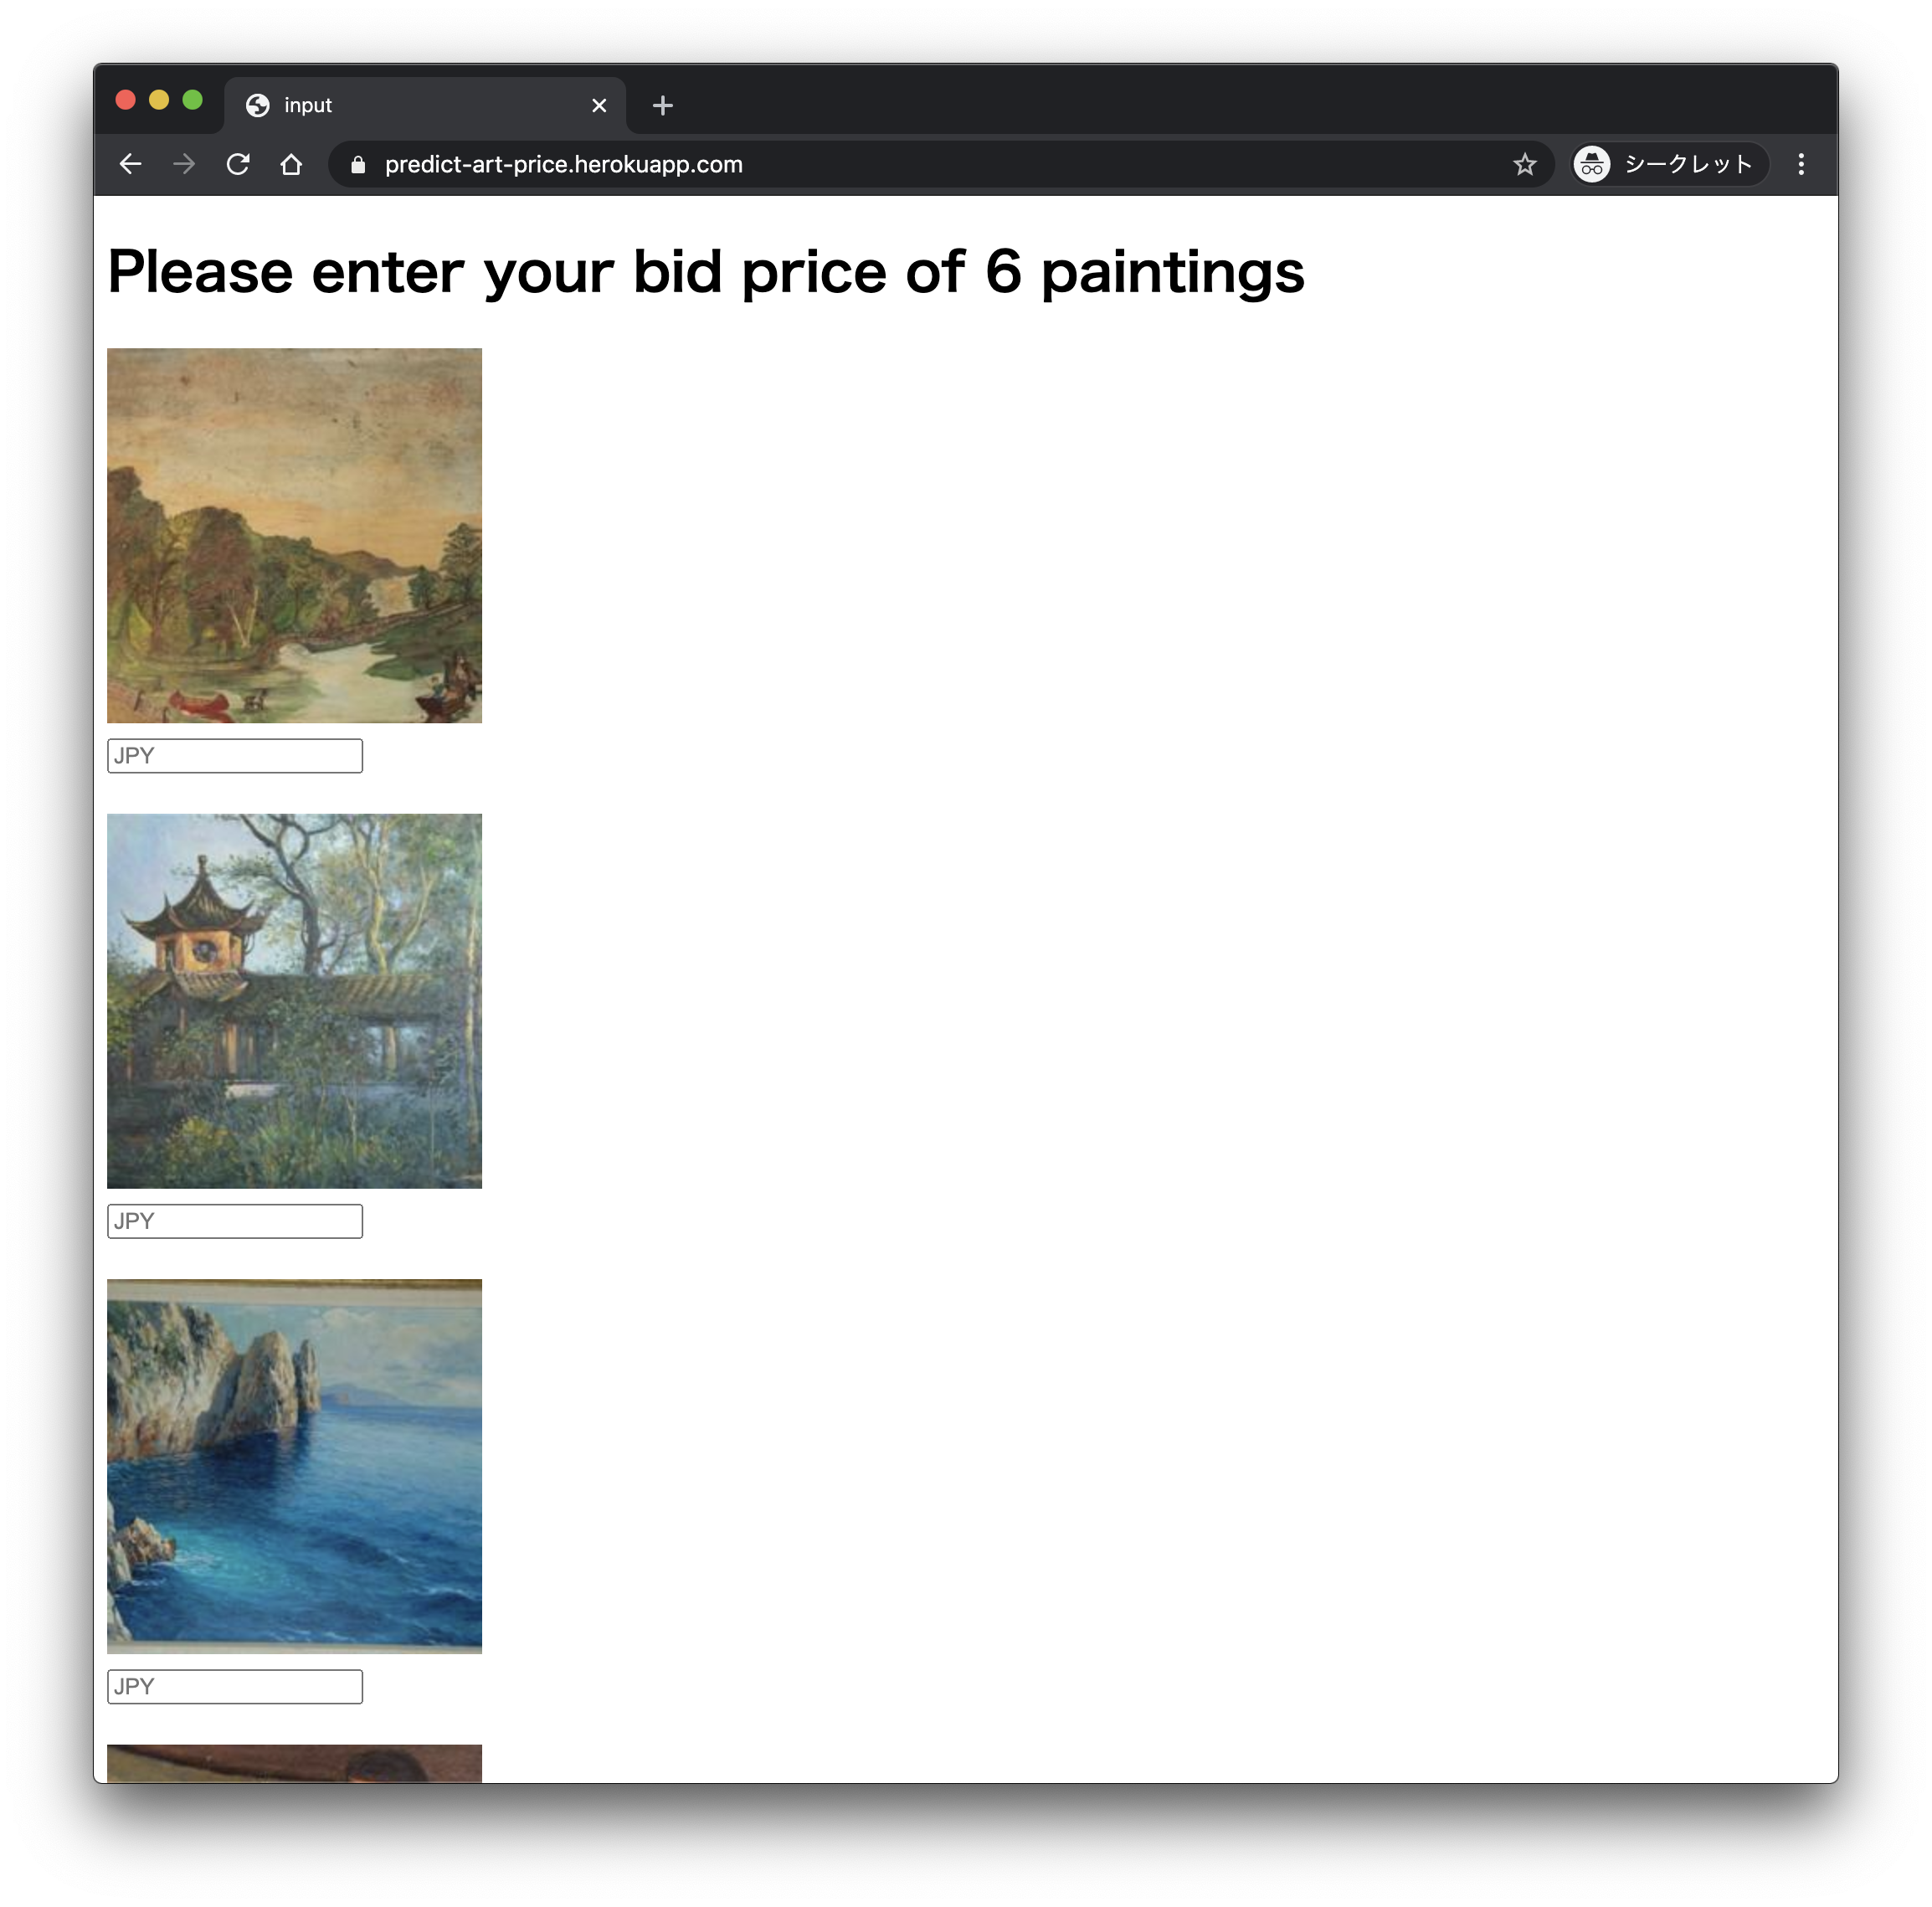 input
predict-art-price.herokuapp.com
シークレット
Please enter your bid price of 6 paintings
JPY
JPY
JPY